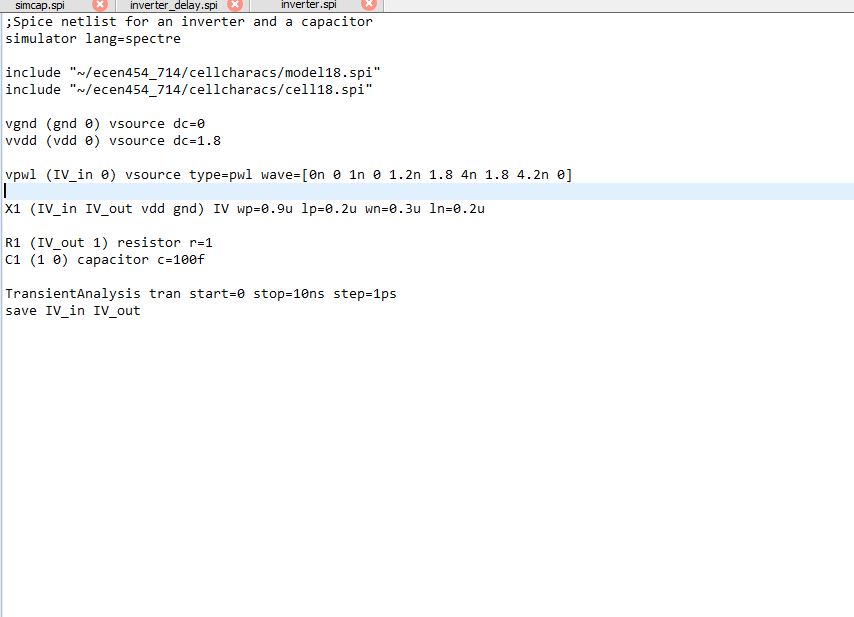 simcap.spi inverter_delay.spi inverter.spi
;Spice netlist for an inverter and a capacitor
simulator lang=spectre
include "~/ecen454_714/cellcharacs/model18.spi"
include "~/ecen454_714/cellcharacs/cell18.spi"
vgnd (gnd 0) vsource dc=0
vvdd (vdd 0) vsource dc=1.8
vpwl (IV_in 0) vsource type=pwl wave=[0n 0 1n 0 1.2n 1.8 4n 1.8 4.2n 0]
X1 (IV_in IV_out vdd gnd) IV wp=0.9u lp=0.2u wn=0.3u ln=0.2u
R1 (IV_out 1) resistor r=1
C1 (1 0) capacitor c=100f
TransientAnalysis tran start=0 stop=10ns step=1ps
save IV_in IV_out